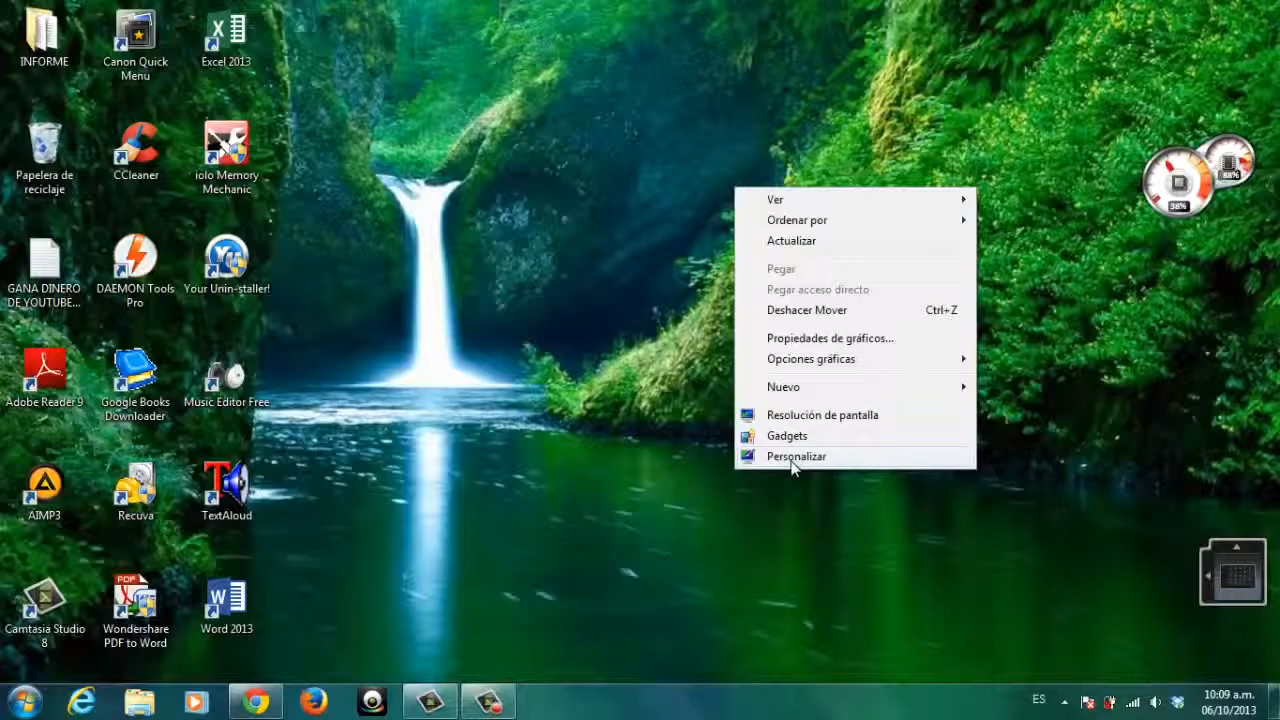 INFORME
Canon Quick
Menu
Excel 2013
Papelera de
reciclaje
CCleaner
iolo Memory
Mechanic
GANA DINERO
DE YOUTUBE...
DAEMON Tools
Pro
Your Unin-staller!
Adobe Reader 9
Google Books
Downloader
Music Editor Free
AIMP3
Recuva
TextAloud
Camtasia Studio
8
Wondershare
PDF to Word
Word 2013
Ver
Ordenar por
Actualizar
Pegar
Pegar acceso directo
Deshacer Mover Ctrl+Z
Propiedades de gráficos...
Opciones gráficas
Nuevo
Resolución de pantalla
Gadgets
Personalizar
88%
38%
ES
10:09 a.m.
06/10/2013